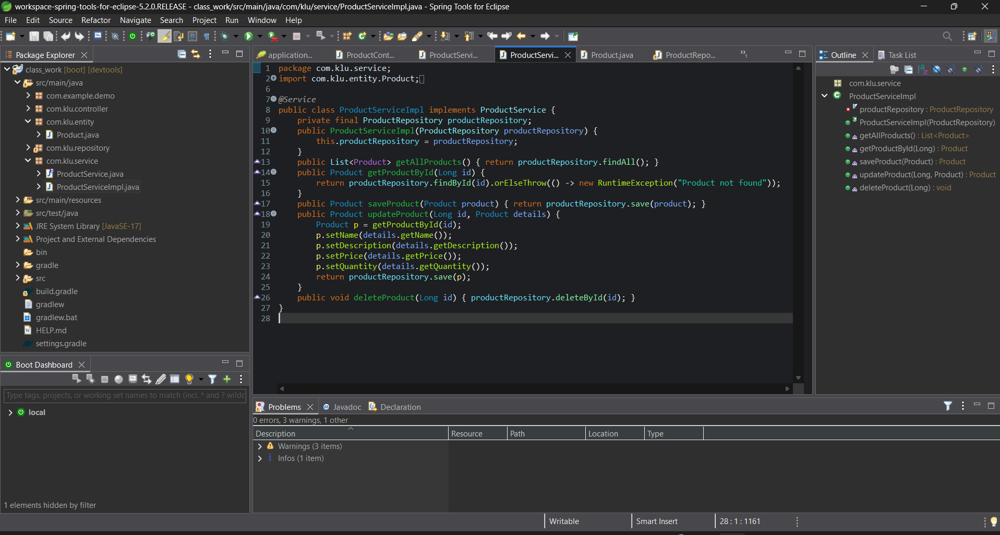 workspace-spring-tools-for-eclipse-5.2.0.RELEASE - class_work/src/main/java/com/klu/service/ProductServiceImpl.java - Spring Tools for Eclipse
File Edit Source Refactor Navigate Search Project Run Window Help
Package Explorer
class_work [boot] [devtools]
src/main/java
com.example.demo
com.klu.controller
com.klu.entity
Product.java
com.klu.repository
com.klu.service
ProductService.java
ProductServiceImpl.java
src/main/resources
src/test/java
JRE System Library [JavaSE-17]
Project and External Dependencies
bin
gradle
src
build.gradle
gradlew
gradlew.bat
HELP.md
settings.gradle
Boot Dashboard
Type tags, projects, or working set names to match (incl. * and ? wildc
local
1 elements hidden by filter
application... ProductCont... ProductServi... ProductServi... Product.java ProductRepo... »1
1 package com.klu.service;
2 import com.klu.entity.Product;
6
7 @Service
8 public class ProductServiceImpl implements ProductService {
9 private final ProductRepository productRepository;
10 public ProductServiceImpl(ProductRepository productRepository) {
11 this.productRepository = productRepository;
12 }
13 public List<Product> getAllProducts() { return productRepository.findAll(); }
14 public Product getProductById(Long id) {
15 return productRepository.findById(id).orElseThrow(() -> new RuntimeException("Product not found"));
16 }
17 public Product saveProduct(Product product) { return productRepository.save(product); }
18 public Product updateProduct(Long id, Product details) {
19 Product p = getProductById(id);
20 p.setName(details.getName());
21 p.setDescription(details.getDescription());
22 p.setPrice(details.getPrice());
23 p.setQuantity(details.getQuantity());
24 return productRepository.save(p);
25 }
26 public void deleteProduct(Long id) { productRepository.deleteById(id); }
27 }
28
Outline Task List
com.klu.service
ProductServiceImpl
productRepository : ProductRepository
ProductServiceImpl(ProductRepository)
getAllProducts() : List<Product>
getProductById(Long) : Product
saveProduct(Product) : Product
updateProduct(Long, Product) : Product
deleteProduct(Long) : void
Problems Javadoc Declaration
0 errors, 3 warnings, 1 other
Description Resource Path Location Type
Warnings (3 items)
Infos (1 item)
Writable Smart Insert 28 : 1 : 1161